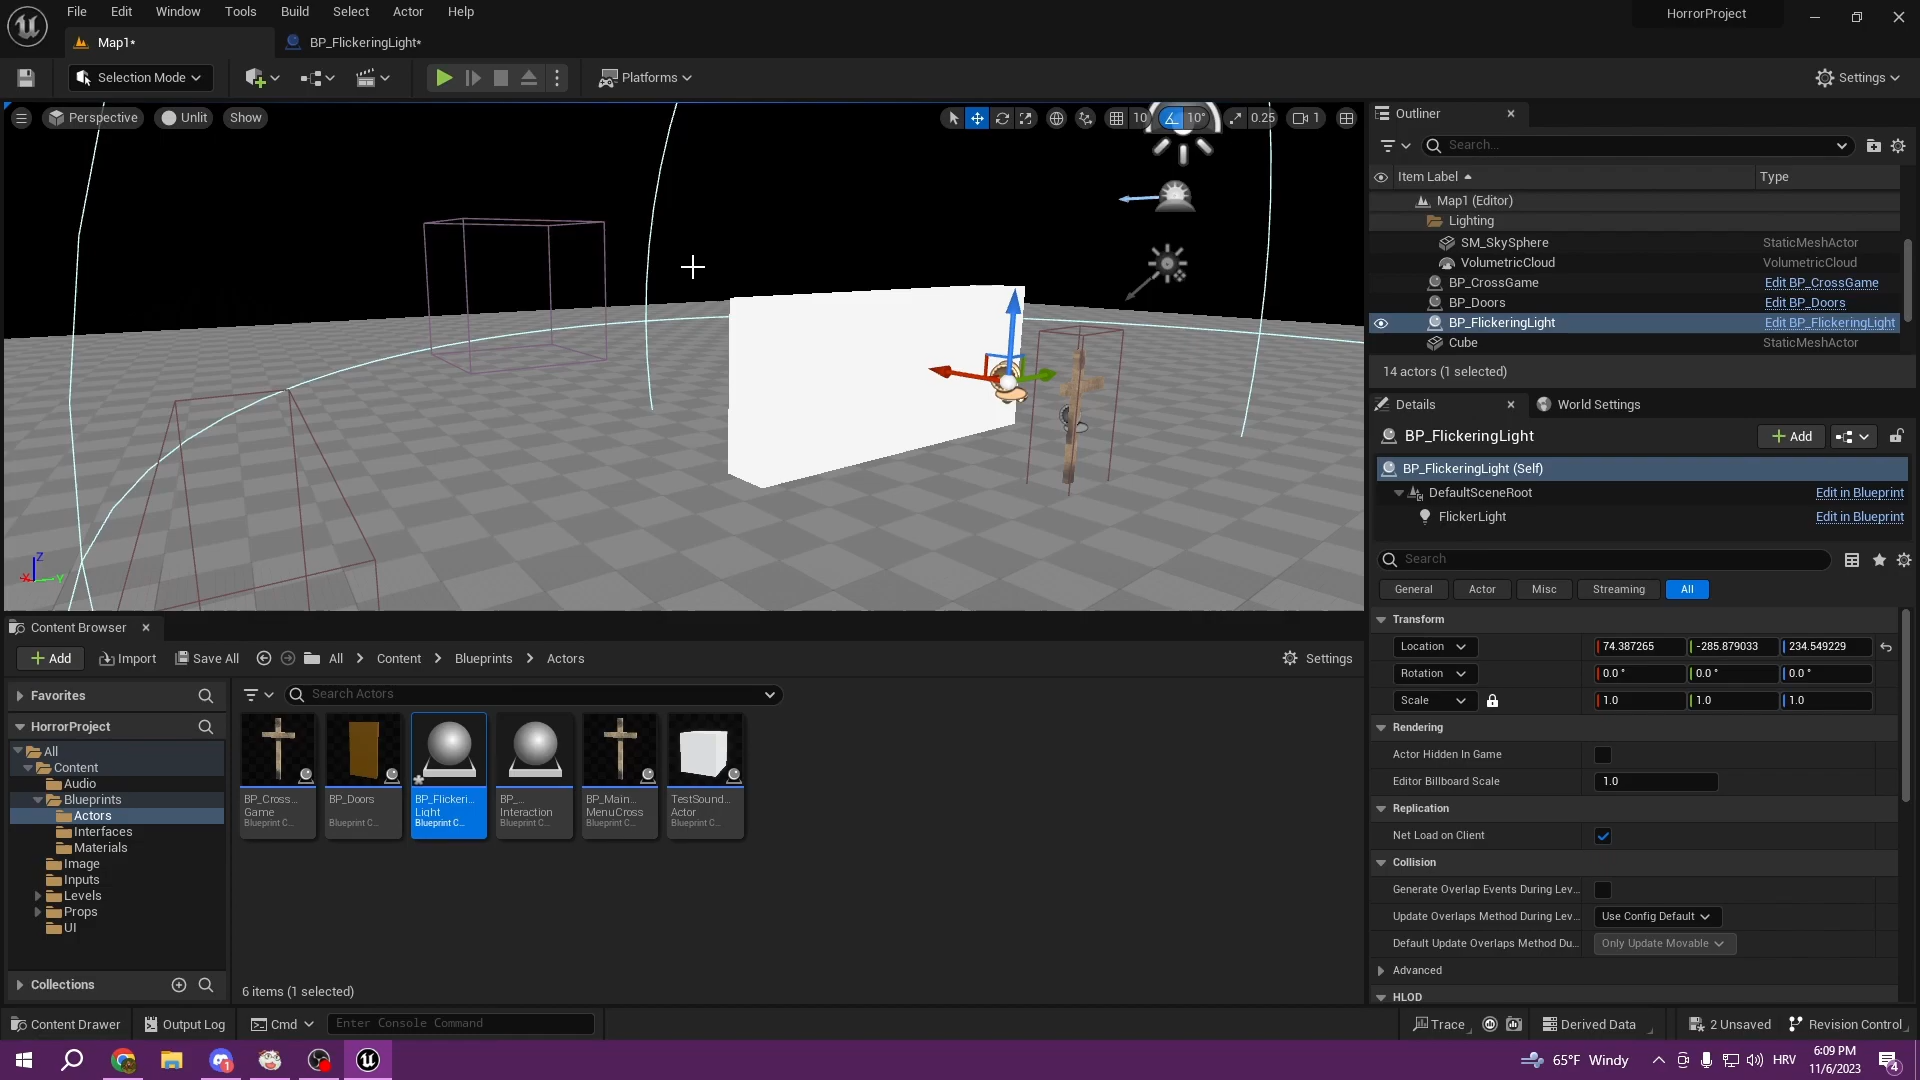 File Edit Window Tools Build Select Actor Help
HorrorProject
Map1*
BP_FlickeringLight*
Selection Mode
Platforms
Settings
Perspective
Unlit
Show
10
10°
0.25
1
Z
X
Y
Outliner
Search...
Item Label
Type
Map1 (Editor)
Lighting
SM_SkySphere StaticMeshActor
VolumetricCloud VolumetricCloud
BP_CrossGame Edit BP_CrossGame
BP_Doors Edit BP_Doors
BP_FlickeringLight Edit BP_FlickeringLight
Cube StaticMeshActor
14 actors (1 selected)
Details
World Settings
BP_FlickeringLight
Add
BP_FlickeringLight (Self)
DefaultSceneRoot Edit in Blueprint
FlickerLight Edit in Blueprint
Search
General
Actor
Misc
Streaming
All
Transform
Location 74.387265 -285.879033 234.549229
Rotation 0.0 ° 0.0 ° 0.0 °
Scale 1.0 1.0 1.0
Rendering
Actor Hidden In Game
Editor Billboard Scale 1.0
Replication
Net Load on Client
Collision
Generate Overlap Events During Lev...
Update Overlaps Method During Lev... Use Config Default
Default Update Overlaps Method Du... Only Update Movable
Advanced
HLOD
Content Browser
Add
Import
Save All
All
Content
Blueprints
Actors
Settings
Favorites
HorrorProject
All
Content
Audio
Blueprints
Actors
Interfaces
Materials
Image
Inputs
Levels
Props
UI
Collections
Search Actors
BP_Cross...
Game
Blueprint C...
BP_Doors
Blueprint C...
BP_Flickeri...
Light
Blueprint C...
BP_...
Interaction
Blueprint C...
BP_Main...
MenuCross
Blueprint C...
TestSound...
Actor
Blueprint C...
6 items (1 selected)
Content Drawer
Output Log
Cmd
Enter Console Command
Trace
Derived Data
2 Unsaved
Revision Control
1
65°F Windy
HRV
6:09 PM
11/6/2023
4